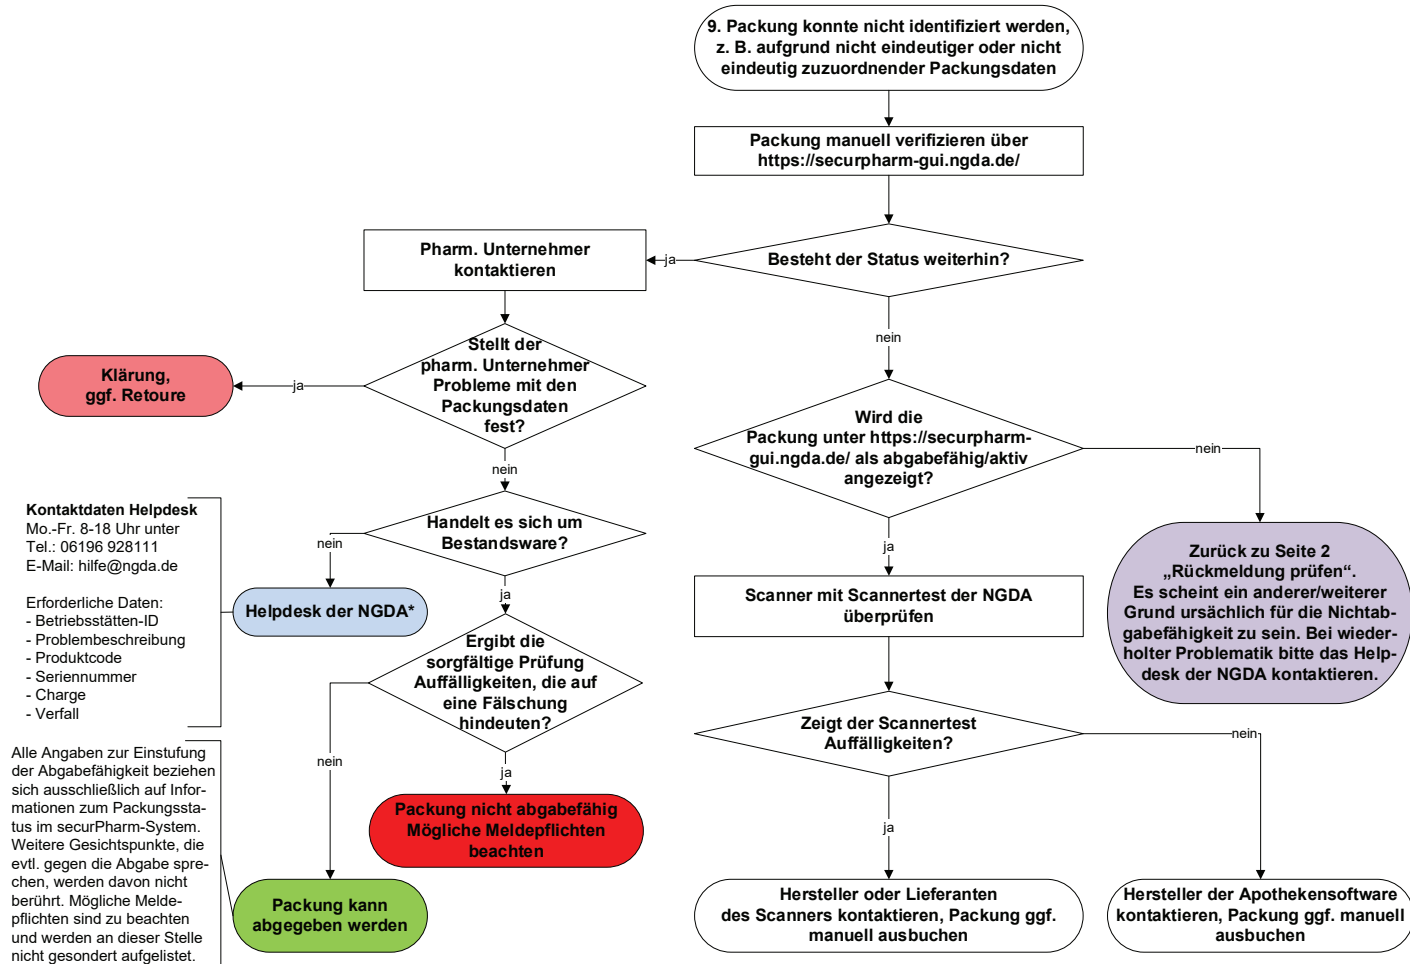 9. Packung konnte nicht identifiziert werden,
z. B. aufgrund nicht eindeutiger oder nicht
eindeutig zuzuordnender Packungsdaten
Packung manuell verifizieren über
https://securpharm-gui.ngda.de/
Besteht der Status weiterhin?
ja
Pharm. Unternehmer
kontaktieren
nein
Stellt der
pharm. Unternehmer
Probleme mit den
Packungsdaten
fest?
ja
Klärung,
ggf. Retoure
nein
Wird die
Packung unter https://securpharm-
gui.ngda.de/ als abgabefähig/aktiv
angezeigt?
nein
Zurück zu Seite 2
„Rückmeldung prüfen“.
Es scheint ein anderer/weiterer
Grund ursächlich für die Nichtab-
gabefähigkeit zu sein. Bei wieder-
holter Problematik bitte das Help-
desk der NGDA kontaktieren.
Handelt es sich um
Bestandsware?
nein
Helpdesk der NGDA*
Kontaktdaten Helpdesk
Mo.-Fr. 8-18 Uhr unter
Tel.: 06196 928111
E-Mail: hilfe@ngda.de
Erforderliche Daten:
- Betriebsstätten-ID
- Problembeschreibung
- Produktcode
- Seriennummer
- Charge
- Verfall
ja
ja
Scanner mit Scannertest der NGDA
überprüfen
Ergibt die
sorgfältige Prüfung
Auffälligkeiten, die auf
eine Fälschung
hindeuten?
Zeigt der Scannertest
Auffälligkeiten?
nein
nein
ja
Packung nicht abgabefähig
Mögliche Meldepflichten
beachten
ja
Alle Angaben zur Einstufung
der Abgabefähigkeit beziehen
sich ausschließlich auf Infor-
mationen zum Packungssta-
tus im securPharm-System.
Weitere Gesichtspunkte, die
evtl. gegen die Abgabe spre-
chen, werden davon nicht
berührt. Mögliche Melde-
pflichten sind zu beachten
und werden an dieser Stelle
nicht gesondert aufgelistet.
Packung kann
abgegeben werden
Hersteller oder Lieferanten
des Scanners kontaktieren, Packung ggf.
manuell ausbuchen
Hersteller der Apothekensoftware
kontaktieren, Packung ggf. manuell
ausbuchen